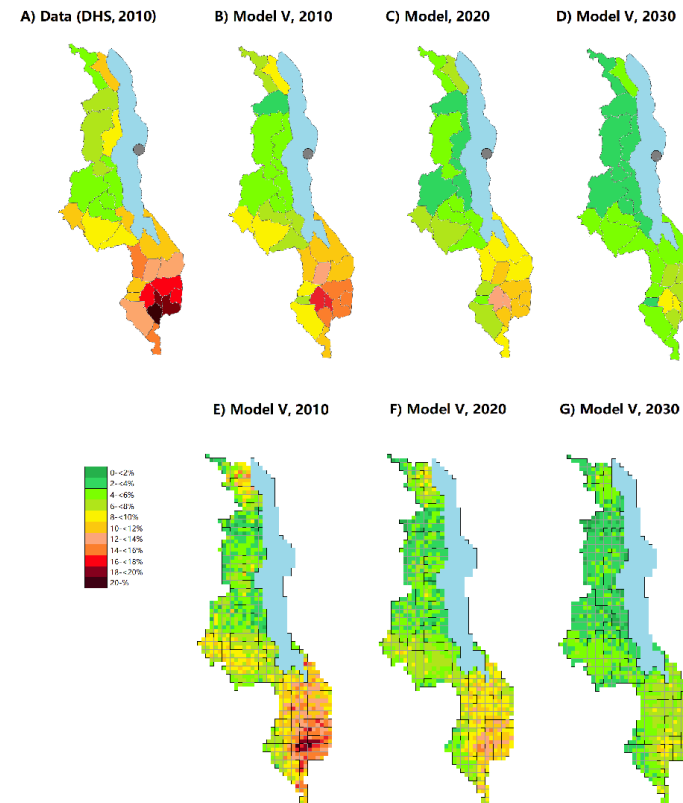 A) Data (DHS, 2010)
B) Model V, 2010
C) Model, 2020
D) Model V, 2030
E) Model V, 2010
F) Model V, 2020
G) Model V, 2030
0-<2%
2-<4%
4-<6%
6-<8%
8-<10%
10-<12%
12-<14%
14-<16%
16-<18%
18-<20%
20-%